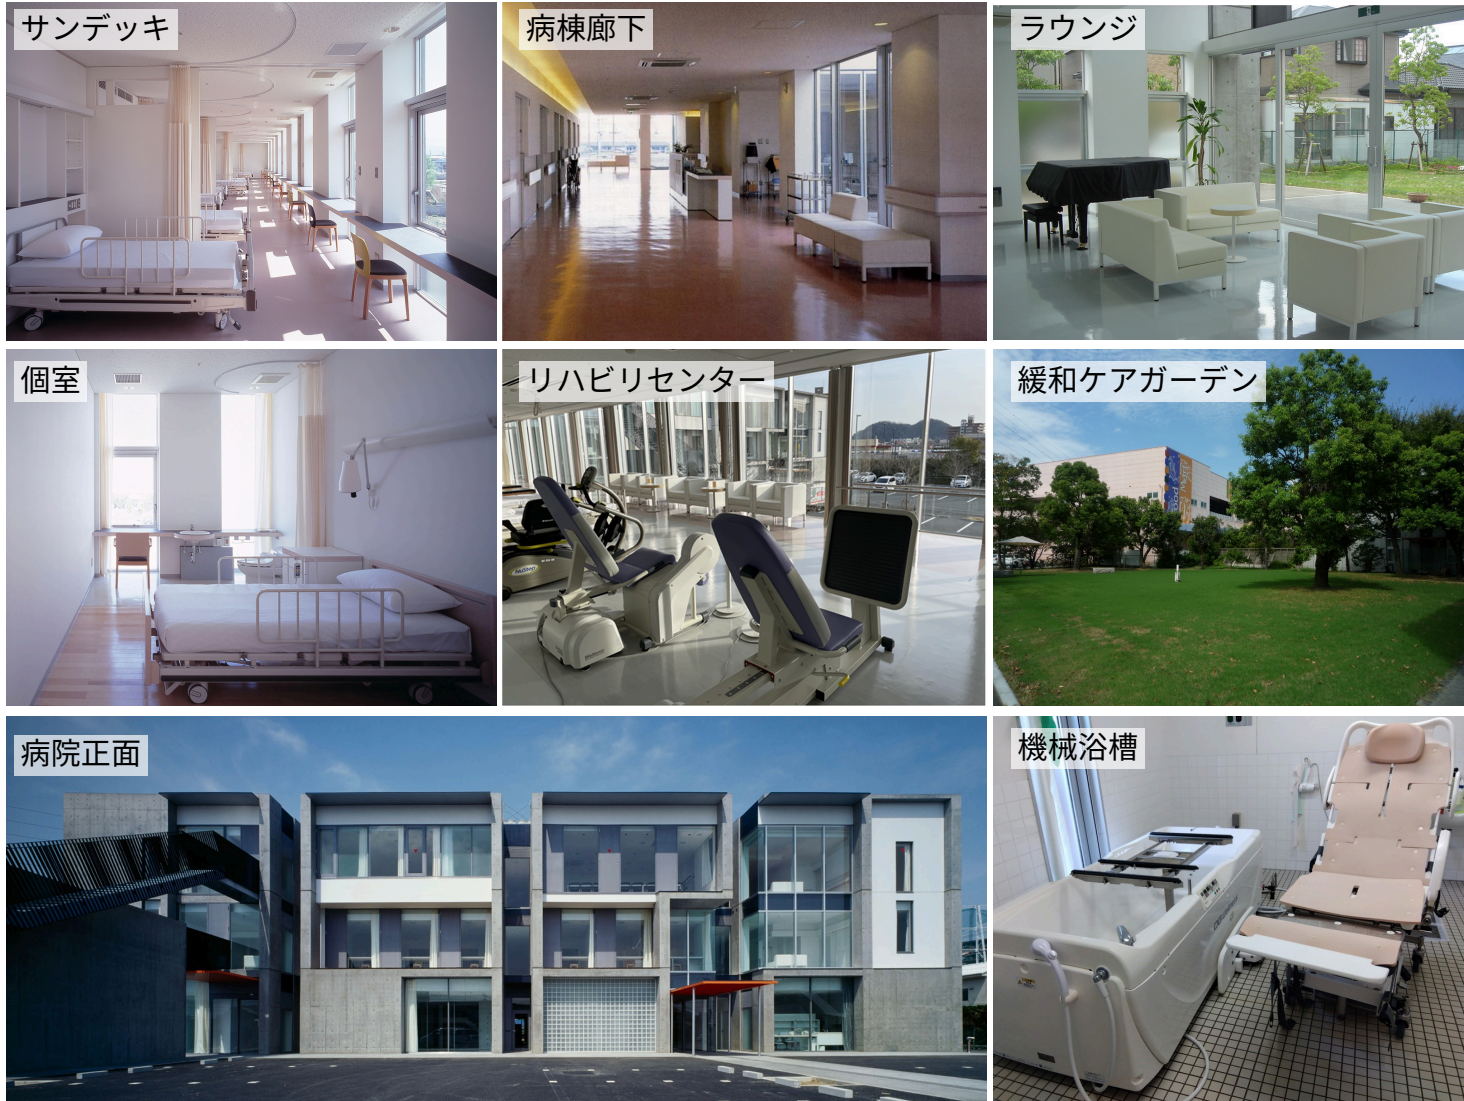 サンデッキ
病棟廊下
ラウンジ
個室
リハビリセンター
緩和ケアガーデン
病院正面
機械浴槽